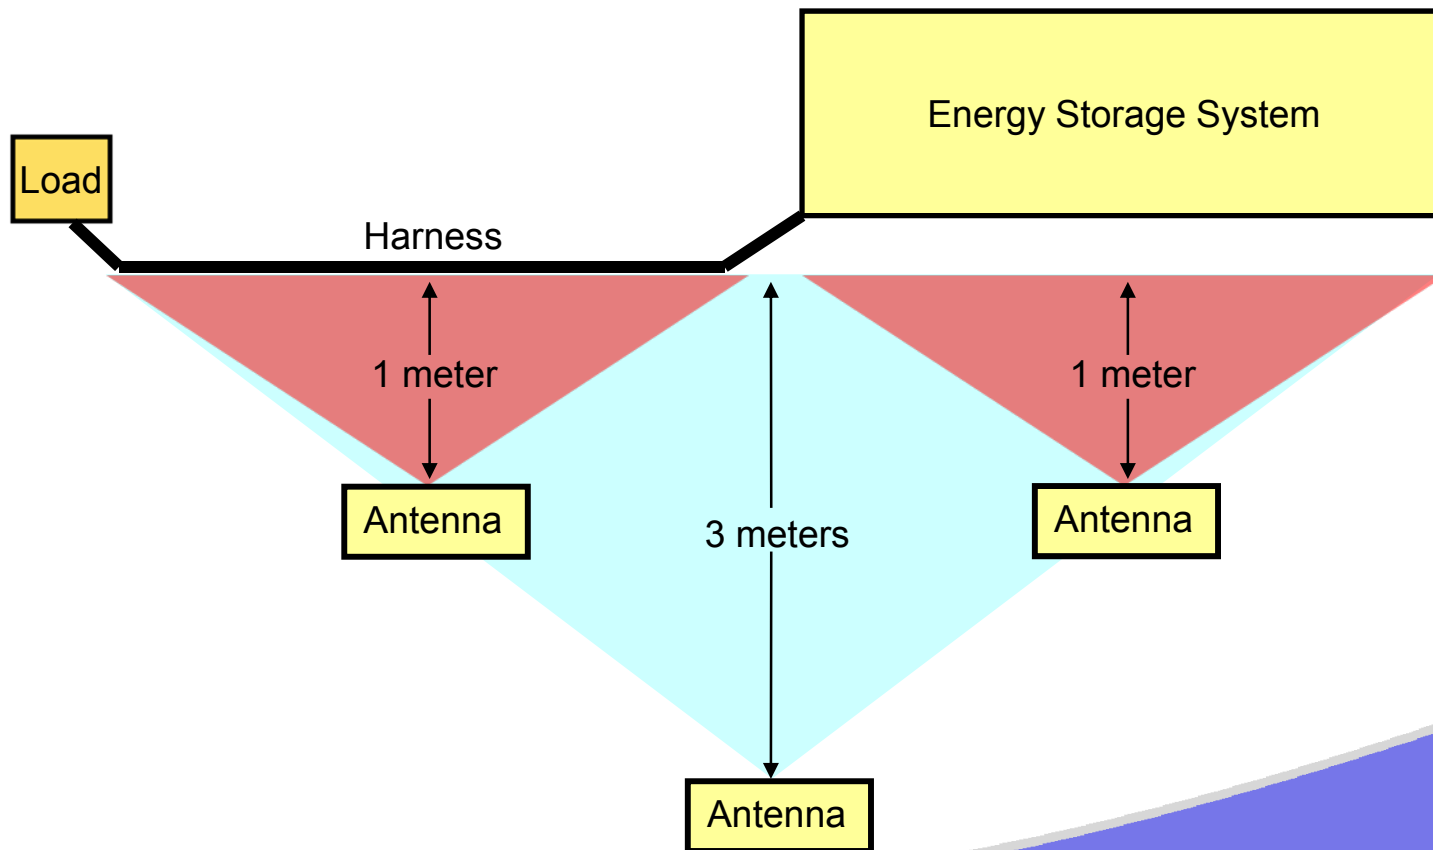 Energy Storage System
Load
Harness
1 meter
1 meter
Antenna
3 meters
Antenna
Antenna